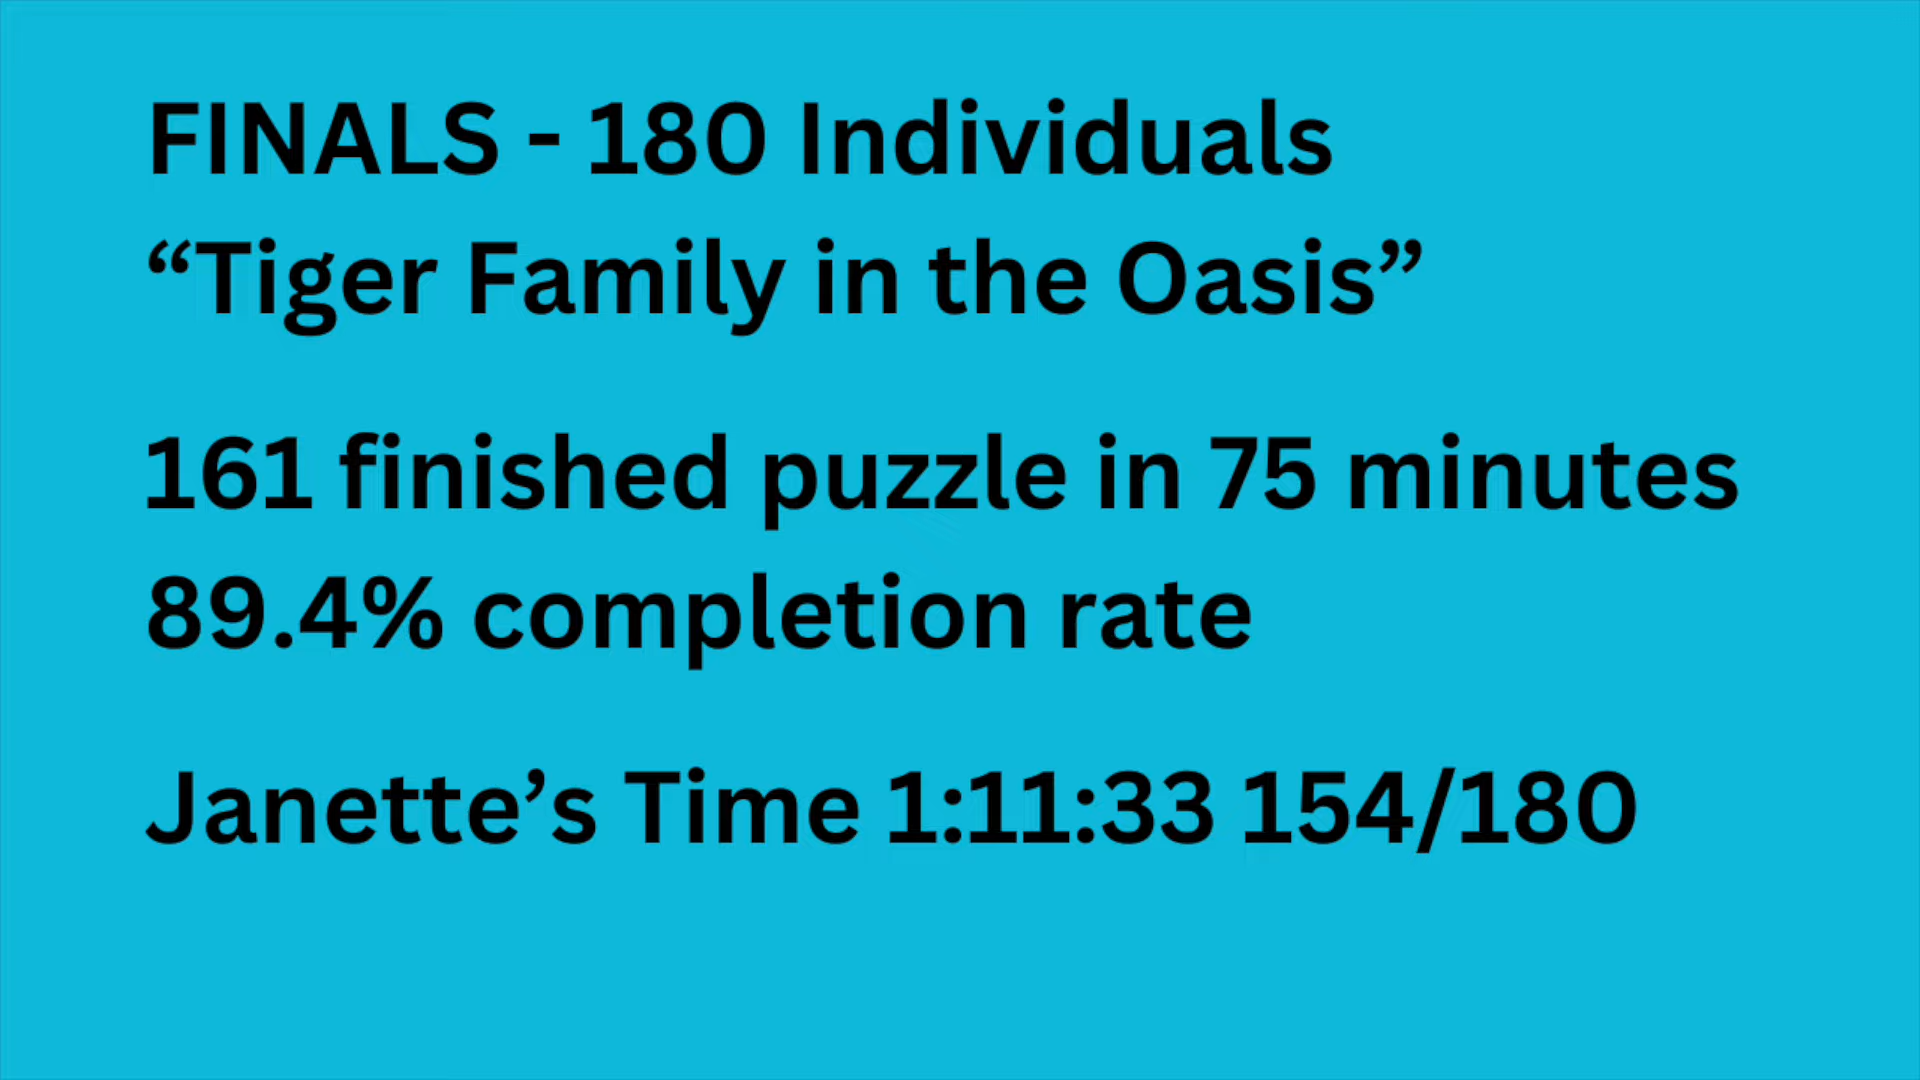 FINALS - 180 Individuals
“Tiger Family in the Oasis”
161 finished puzzle in 75 minutes
89.4% completion rate
Janette’s Time 1:11:33 154/180